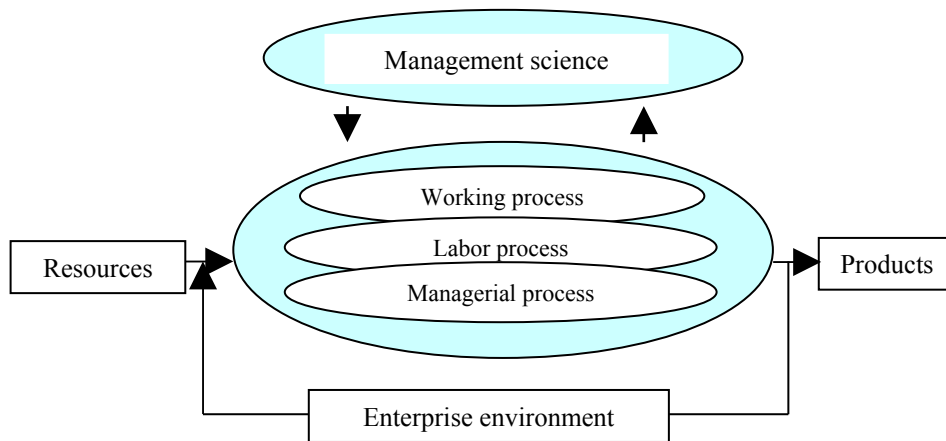 Management science
Working process
Labor process
Managerial process
Resources
Products
Enterprise environment